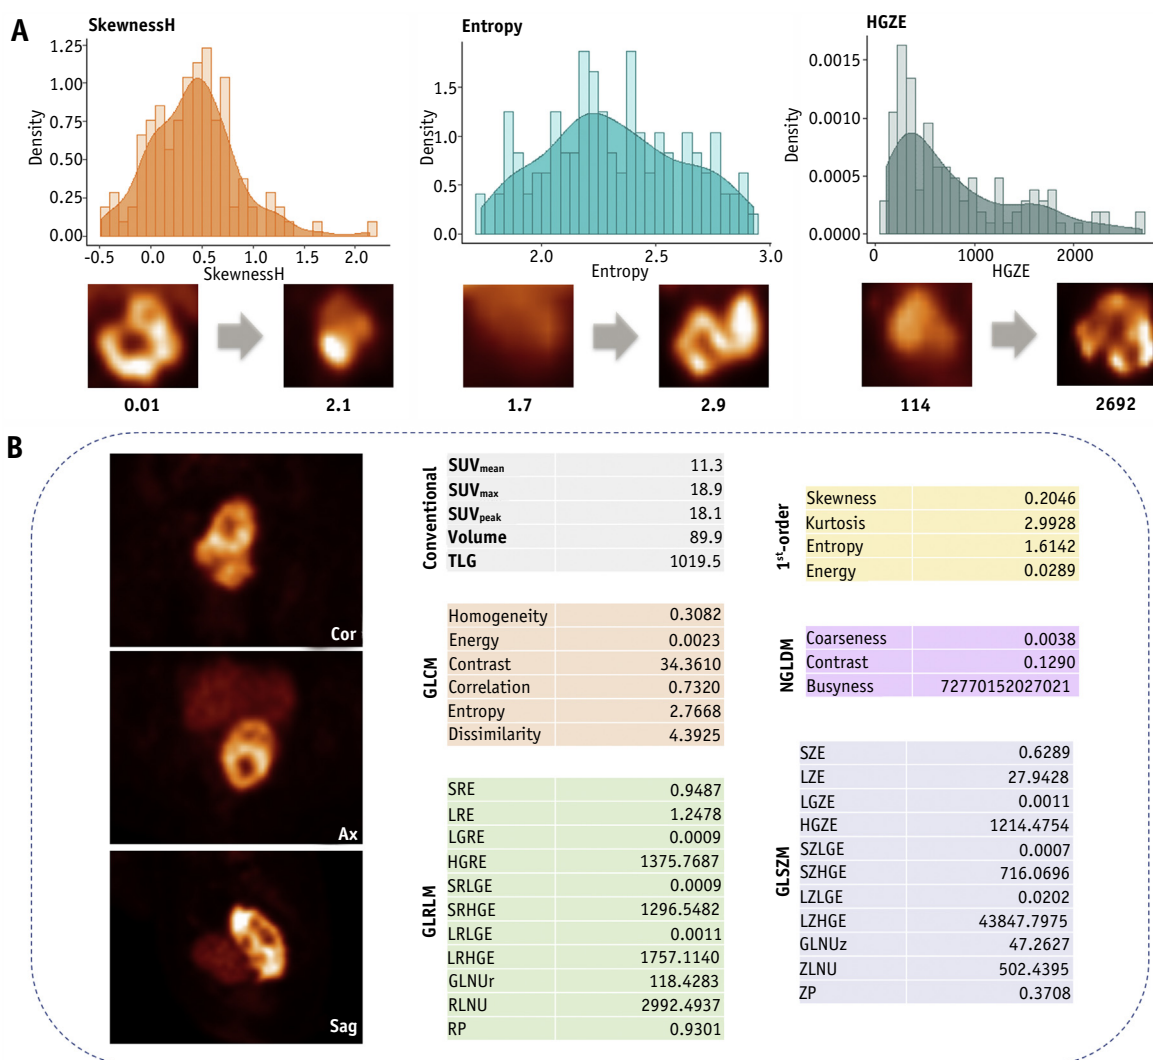 A
SkewnessH
1.25
1.00
0.75
0.50
0.25
0.00
Density
-0.5 0.0 0.5 1.0 1.5 2.0
SkewnessH
0.01 2.1
Entropy
1.5
1.0
0.5
0.0
Density
2.0 2.5 3.0
Entropy
1.7 2.9
HGZE
0.0015
0.0010
0.0005
0.0000
Density
0 1000 2000
HGZE
114 2692
B
Cor
Ax
Sag
Conventional
SUVmean 11.3
SUVmax 18.9
SUVpeak 18.1
Volume 89.9
TLG 1019.5
GLCM
Homogeneity 0.3082
Energy 0.0023
Contrast 34.3610
Correlation 0.7320
Entropy 2.7668
Dissimilarity 4.3925
GLRLM
SRE 0.9487
LRE 1.2478
LGRE 0.0009
HGRE 1375.7687
SRLGE 0.0009
SRHGE 1296.5482
LRLGE 0.0011
LRHGE 1757.1140
GLNUr 118.4283
RLNU 2992.4937
RP 0.9301
1st-order
Skewness 0.2046
Kurtosis 2.9928
Entropy 1.6142
Energy 0.0289
NGLDM
Coarseness 0.0038
Contrast 0.1290
Busyness 72770152027021
GLSZM
SZE 0.6289
LZE 27.9428
LGZE 0.0011
HGZE 1214.4754
SZLGE 0.0007
SZHGE 716.0696
LZLGE 0.0202
LZHGE 43847.7975
GLNUz 47.2627
ZLNU 502.4395
ZP 0.3708